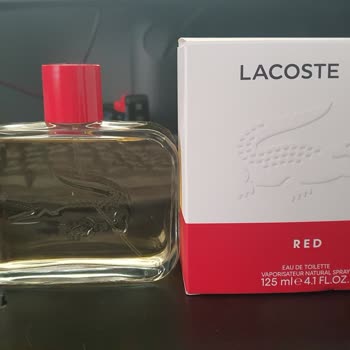 LACOSTE
RED
EAU DE TOILETTE
VAPORISATEUR NATURAL SPRAY
125 ml e 4.1 FL.OZ.